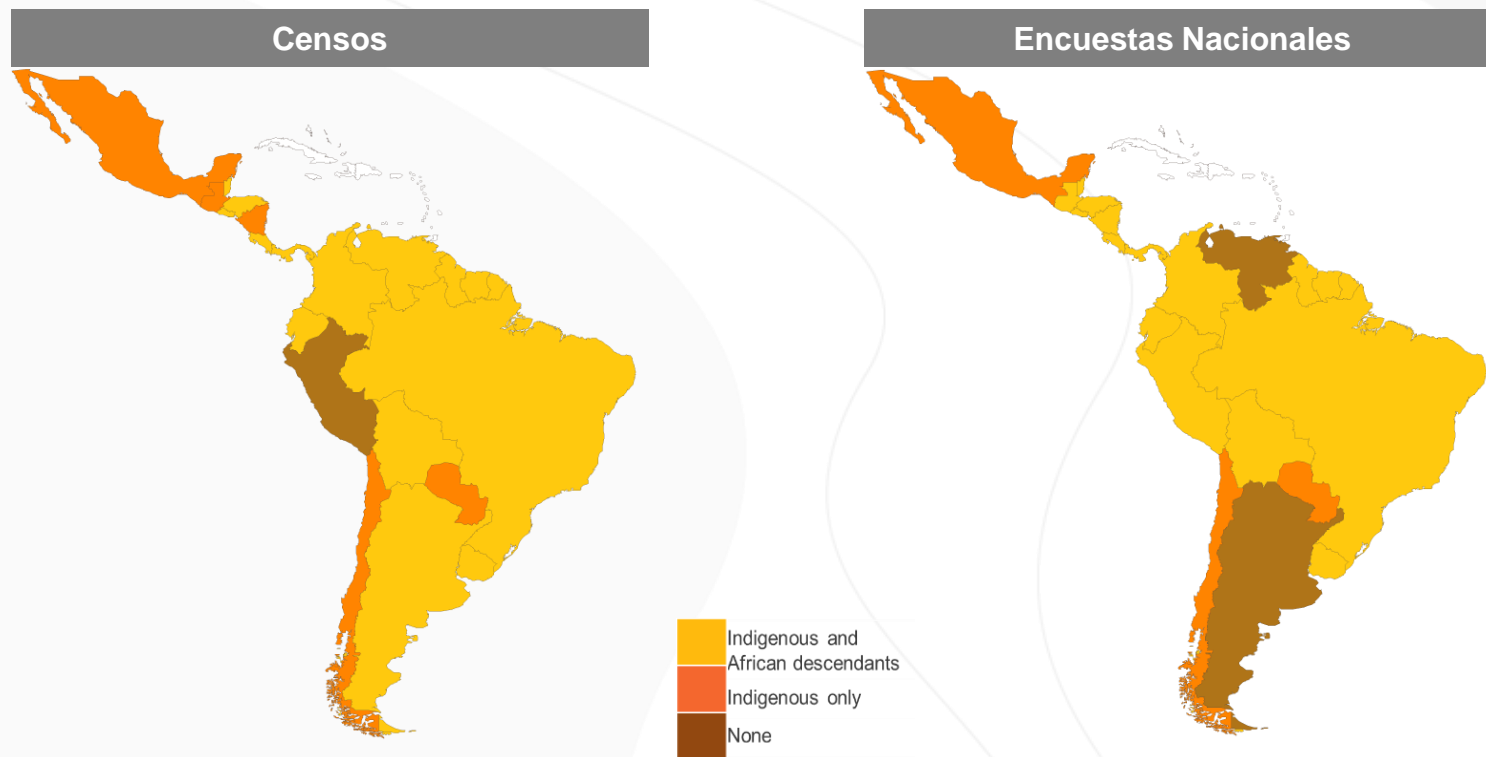 Censos
Encuestas Nacionales
Indigenous and
African descendants
Indigenous only
None